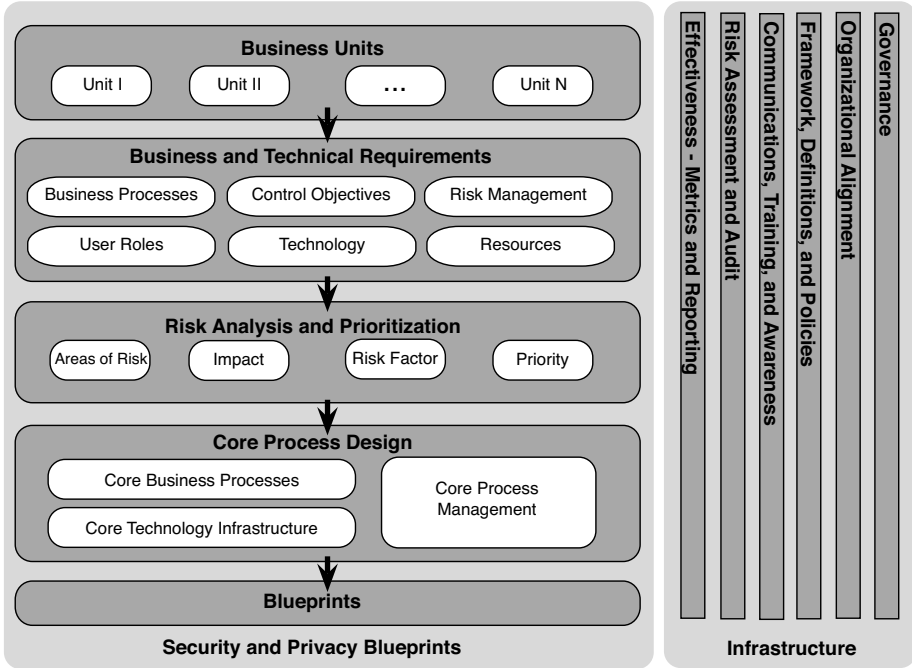 Business Units
Unit I
Unit II
...
Unit N
Business and Technical Requirements
Business Processes
Control Objectives
Risk Management
User Roles
Technology
Resources
Risk Analysis and Prioritization
Areas of Risk
Impact
Risk Factor
Priority
Core Process Design
Core Business Processes
Core Technology Infrastructure
Core Process
Management
Blueprints
Security and Privacy Blueprints
Effectiveness - Metrics and Reporting
Risk Assessment and Audit
Communications, Training, and Awareness
Framework, Definitions, and Policies
Organizational Alignment
Governance
Infrastructure